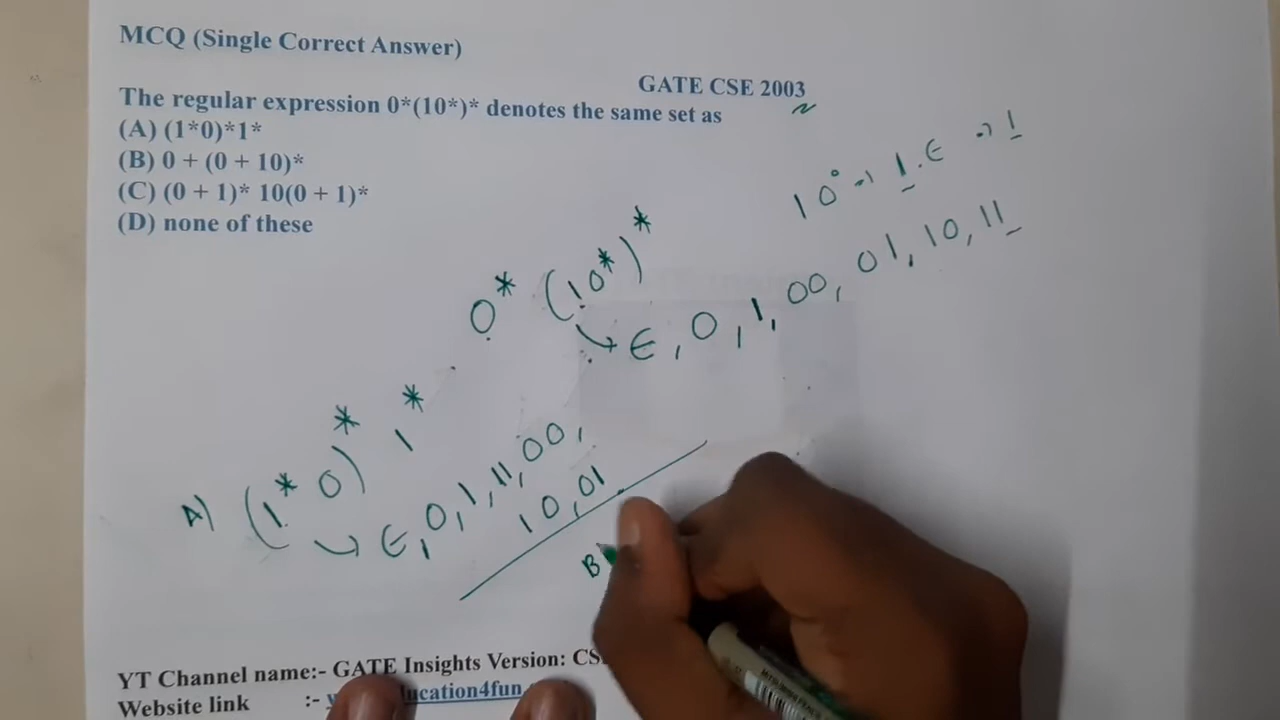 MCQ (Single Correct Answer)
GATE CSE 2003
The regular expression 0*(10*)* denotes the same set as
(A) (1*0)*1*
(B) 0 + (0 + 10)*
(C) (0 + 1)* 10(0 + 1)*
(D) none of these
10° → 1.∈ → 1
0* (10*)*
∈, 0, 1, 00, 01, 10, 11
A) (1*0)* 1*
∈, 0, 1, 11, 00,
10, 01
B
YT Channel name:- GATE Insights Version: CS
Website link :-